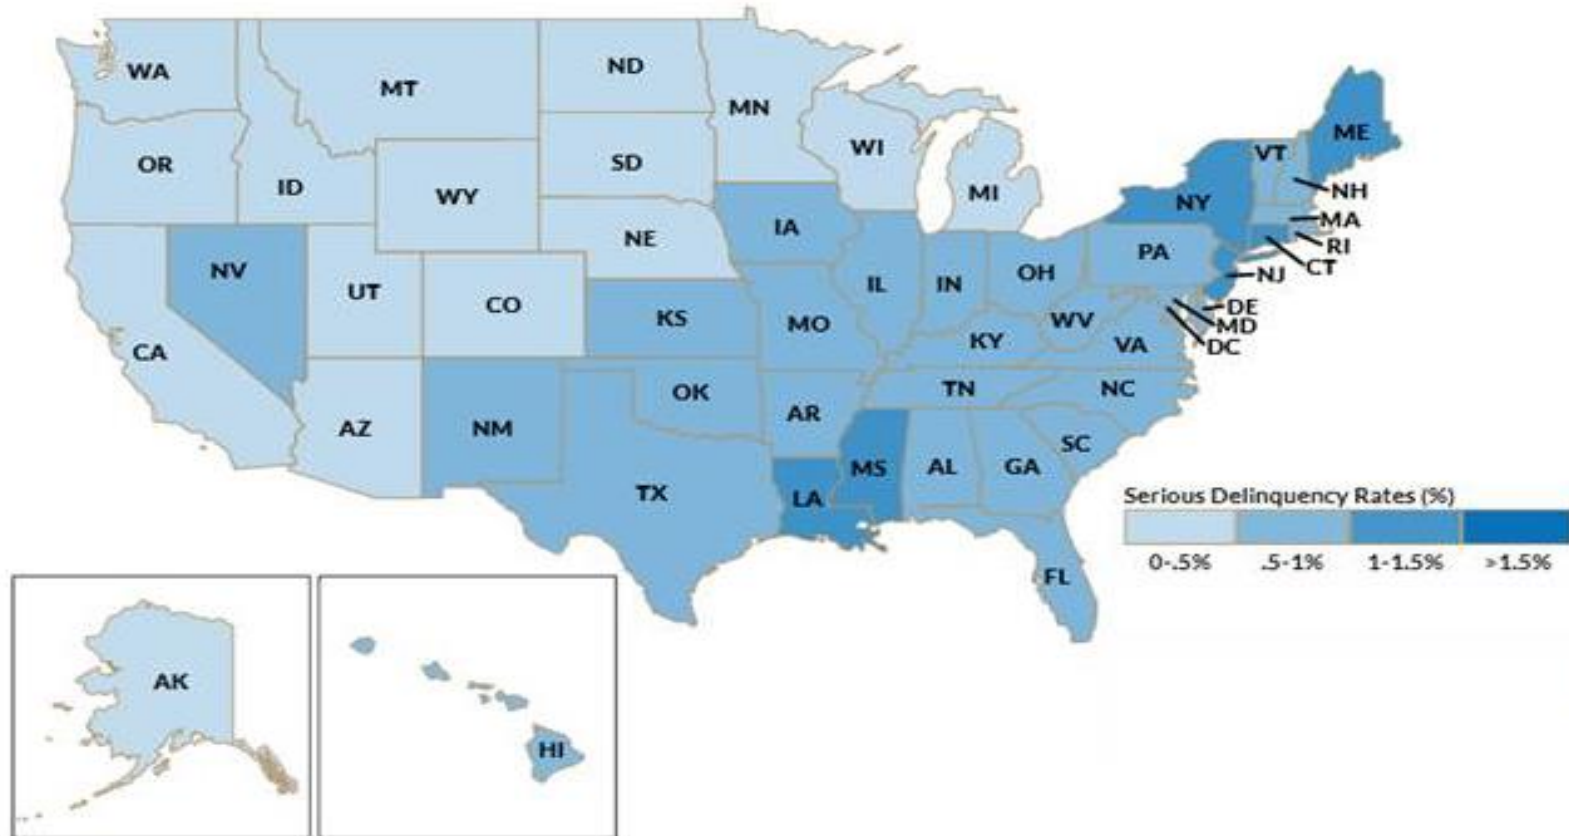 WA
MT
ND
MN
OR
ID
WY
SD
WI
MI
ME
VT
NH
NY
MA
RI
CT
NJ
PA
NE
IA
NV
UT
CO
KS
MO
IL
IN
OH
WV
KY
VA
DE
MD
DC
CA
AZ
NM
OK
AR
TN
NC
SC
TX
LA
MS
AL
GA
FL
Serious Delinquency Rates (%)
0-.5% .5-1% 1-1.5% >1.5%
AK
HI